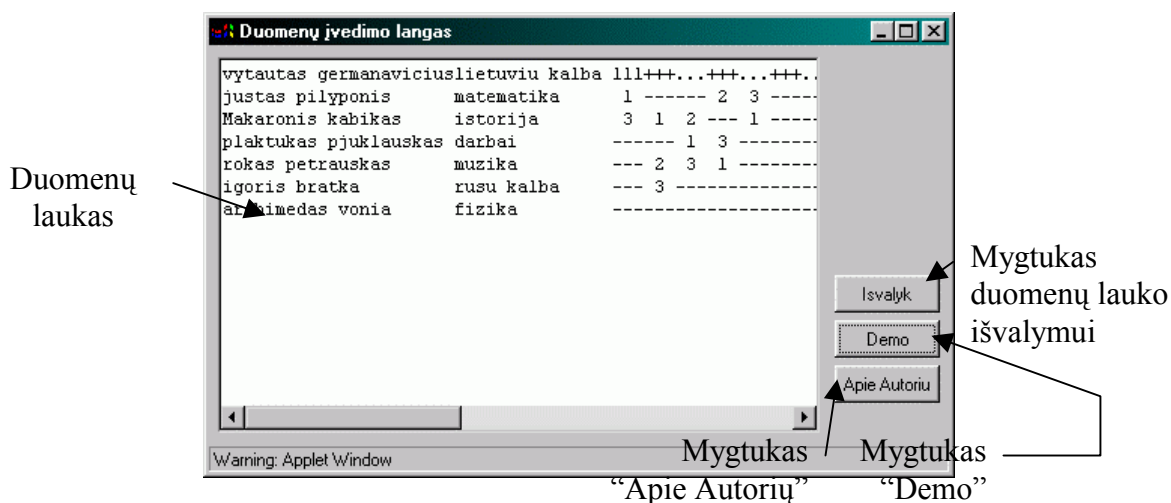 Duomenų įvedimo langas
vytautas germanaviciuslietuviu kalba lll+++...+++...+++..
justas pilyponis matematika 1 ------ 2 3 -----
Makaronis kabikas istorija 3 1 2 --- 1 -----
plaktukas pjuklauskas darbai ------ 1 3 -------
rokas petrauskas muzika --- 2 3 1 -------
igoris bratka rusu kalba --- 3 -------------
archimedas vonia fizika -------------------
Duomenų
laukas
Isvalyk
Demo
Apie Autoriu
Mygtukas
duomenų lauko
išvalymui
Warning: Applet Window
Mygtukas
“Apie Autorių”
Mygtukas
“Demo”